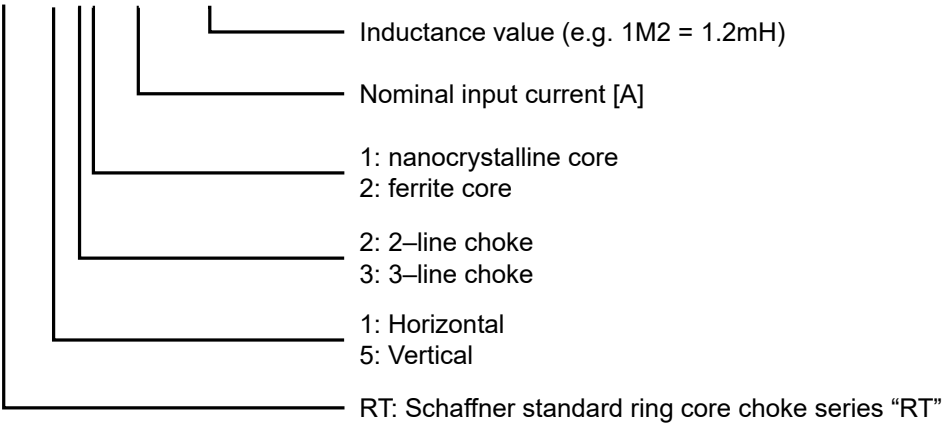 Inductance value (e.g. 1M2 = 1.2mH)
Nominal input current [A]
1: nanocrystalline core
2: ferrite core
2: 2–line choke
3: 3–line choke
1: Horizontal
5: Vertical
RT: Schaffner standard ring core choke series “RT”